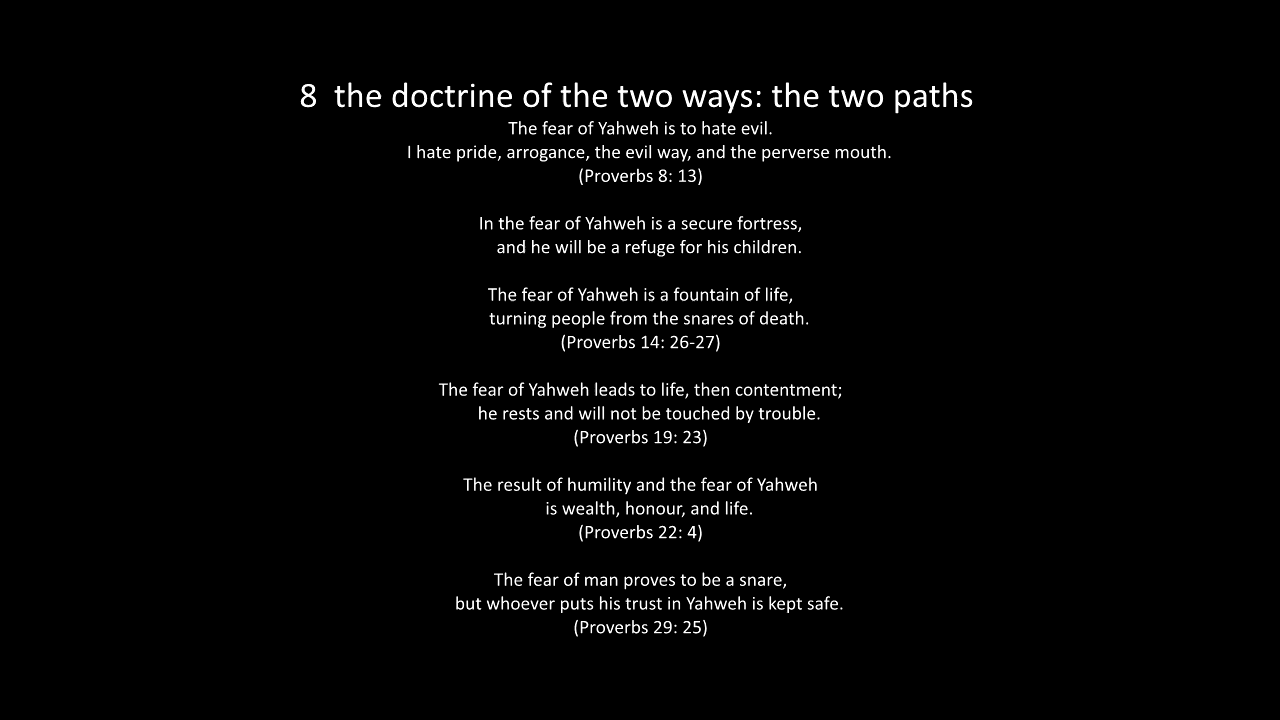 8  the doctrine of the two ways: the two paths
The fear of Yahweh is to hate evil.
I hate pride, arrogance, the evil way, and the perverse mouth.
(Proverbs 8: 13)
In the fear of Yahweh is a secure fortress,
and he will be a refuge for his children.
The fear of Yahweh is a fountain of life,
turning people from the snares of death.
(Proverbs 14: 26-27)
The fear of Yahweh leads to life, then contentment;
he rests and will not be touched by trouble.
(Proverbs 19: 23)
The result of humility and the fear of Yahweh
is wealth, honour, and life.
(Proverbs 22: 4)
The fear of man proves to be a snare,
but whoever puts his trust in Yahweh is kept safe.
(Proverbs 29: 25)